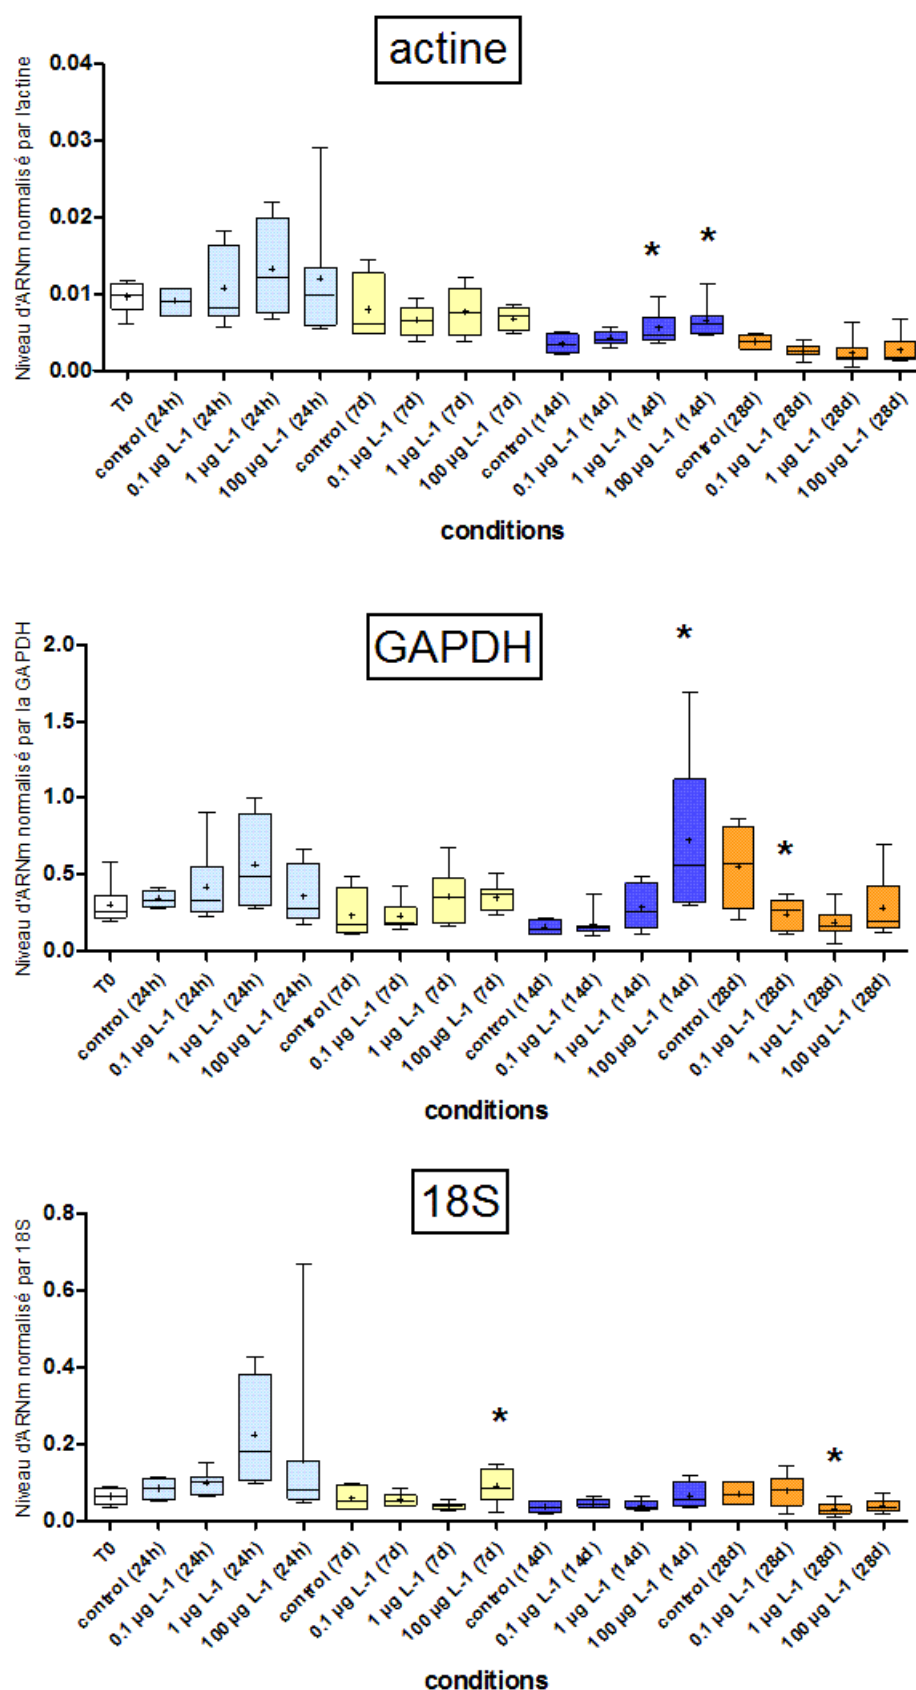 actine
Niveau d'ARNm normalisé par l'actine
0.04
0.03
0.02
0.01
0.00
*
*
T0
control (24h)
0.1 µg L-1 (24h)
1 µg L-1 (24h)
100 µg L-1 (24h)
control (7d)
0.1 µg L-1 (7d)
1 µg L-1 (7d)
100 µg L-1 (7d)
control (14d)
0.1 µg L-1 (14d)
1 µg L-1 (14d)
100 µg L-1 (14d)
control (28d)
0.1 µg L-1 (28d)
1 µg L-1 (28d)
100 µg L-1 (28d)
conditions
GAPDH
Niveau d'ARNm normalisé par la GAPDH
2.0
1.5
1.0
0.5
0.0
*
*
T0
control (24h)
0.1 µg L-1 (24h)
1 µg L-1 (24h)
100 µg L-1 (24h)
control (7d)
0.1 µg L-1 (7d)
1 µg L-1 (7d)
100 µg L-1 (7d)
control (14d)
0.1 µg L-1 (14d)
1 µg L-1 (14d)
100 µg L-1 (14d)
control (28d)
0.1 µg L-1 (28d)
1 µg L-1 (28d)
100 µg L-1 (28d)
conditions
18S
Niveau d'ARNm normalisé par 18S
0.8
0.6
0.4
0.2
0.0
*
*
T0
control (24h)
0.1 µg L-1 (24h)
1 µg L-1 (24h)
100 µg L-1 (24h)
control (7d)
0.1 µg L-1 (7d)
1 µg L-1 (7d)
100 µg L-1 (7d)
control (14d)
0.1 µg L-1 (14d)
1 µg L-1 (14d)
100 µg L-1 (14d)
control (28d)
0.1 µg L-1 (28d)
1 µg L-1 (28d)
100 µg L-1 (28d)
conditions